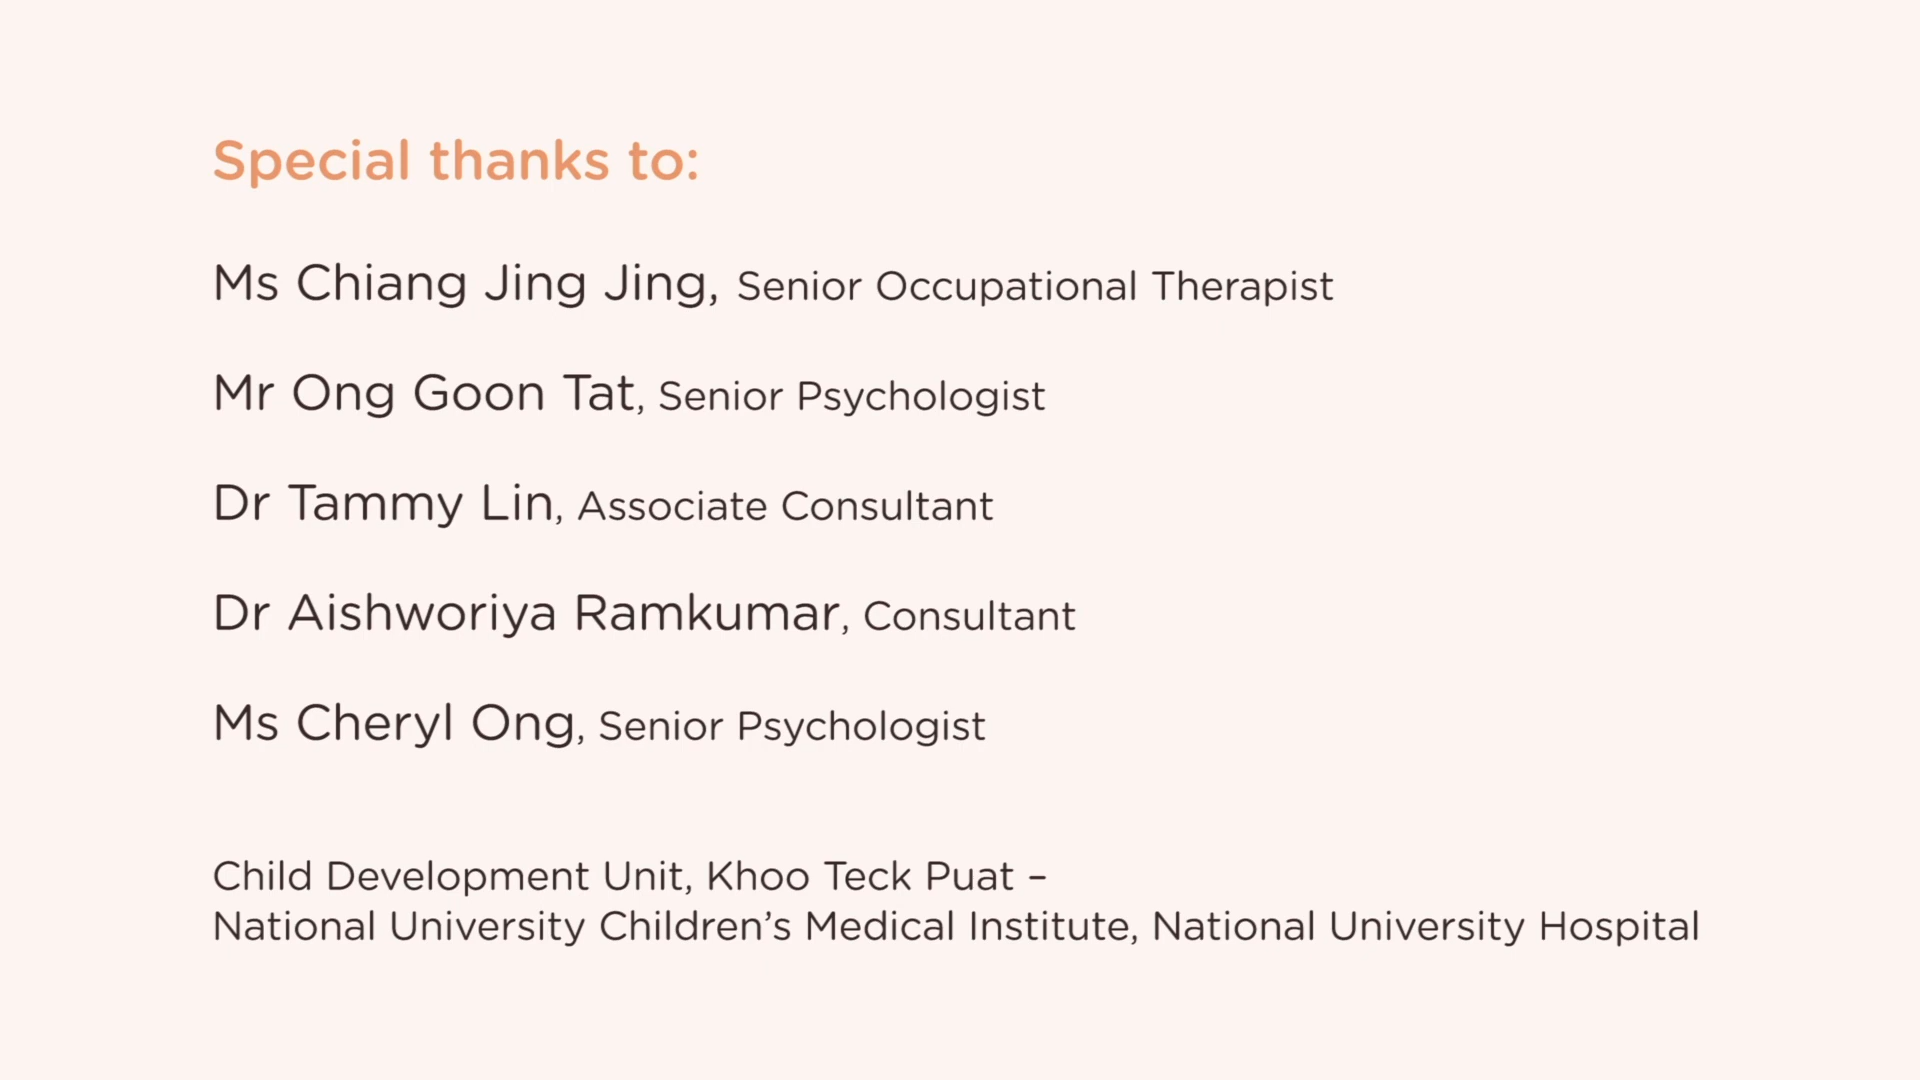 Special thanks to:
Ms Chiang Jing Jing, Senior Occupational Therapist
Mr Ong Goon Tat, Senior Psychologist
Dr Tammy Lin, Associate Consultant
Dr Aishworiya Ramkumar, Consultant
Ms Cheryl Ong, Senior Psychologist
Child Development Unit, Khoo Teck Puat –
National University Children’s Medical Institute, National University Hospital